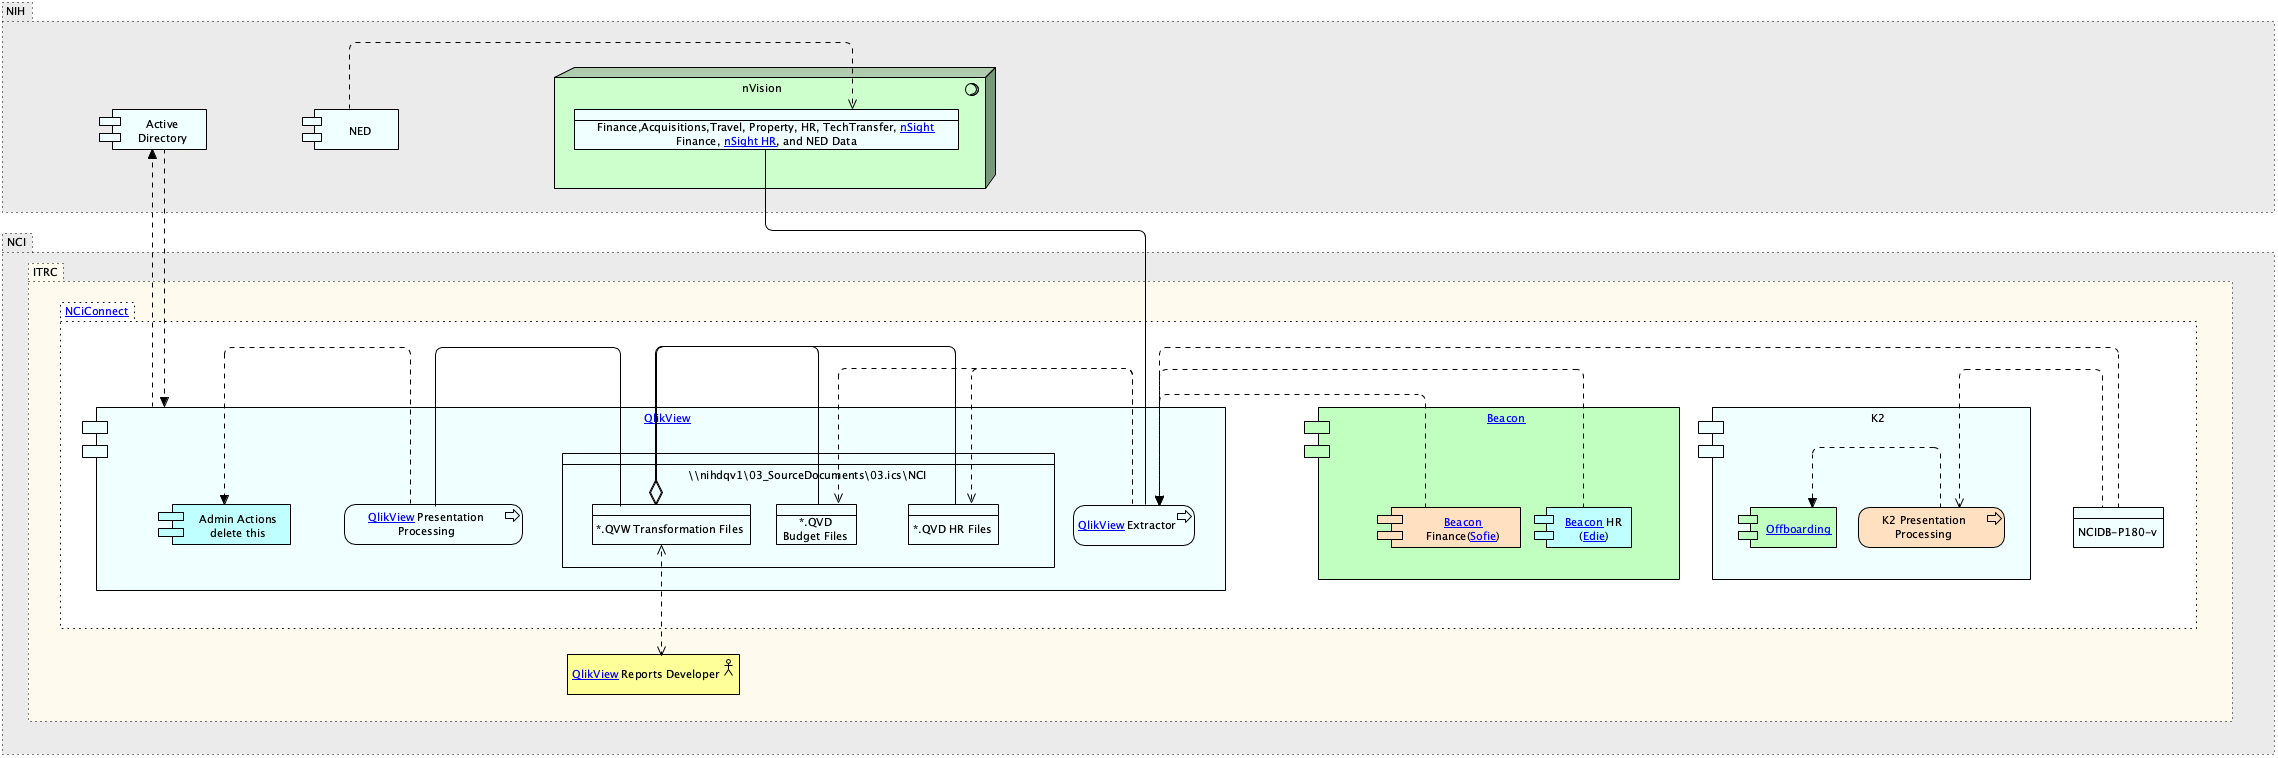 NIH
nVision
Active
Directory
NED
Finance,Acquisitions,Travel, Property, HR, TechTransfer, nSight
Finance, nSight HR, and NED Data
NCI
ITRC
NCiConnect
QlikView
Beacon
K2
\\nihdqv1\03_SourceDocuments\03.ics\NCI
Admin Actions
delete this
QlikView Presentation
Processing
*.QVW Transformation Files
*.QVD
Budget Files
*.QVD HR Files
QlikView Extractor
Beacon
Finance(Sofie)
Beacon HR
(Edie)
Offboarding
K2 Presentation
Processing
NCIDB-P180-v
QlikView Reports Developer